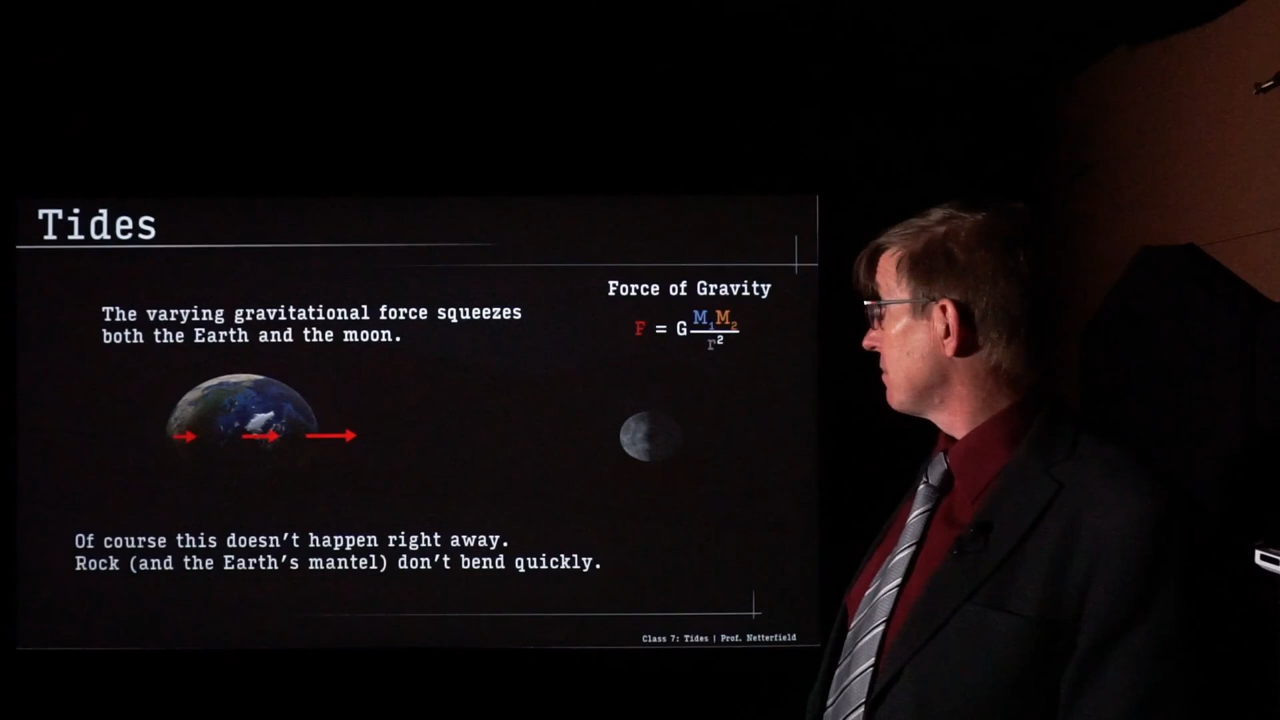 Tides
The varying gravitational force squeezes
both the Earth and the moon.
Force of Gravity
F = G M₁M₂ / r²
Of course this doesn't happen right away.
Rock (and the Earth's mantel) don't bend quickly.
Class 7: Tides | Prof. Netterfield